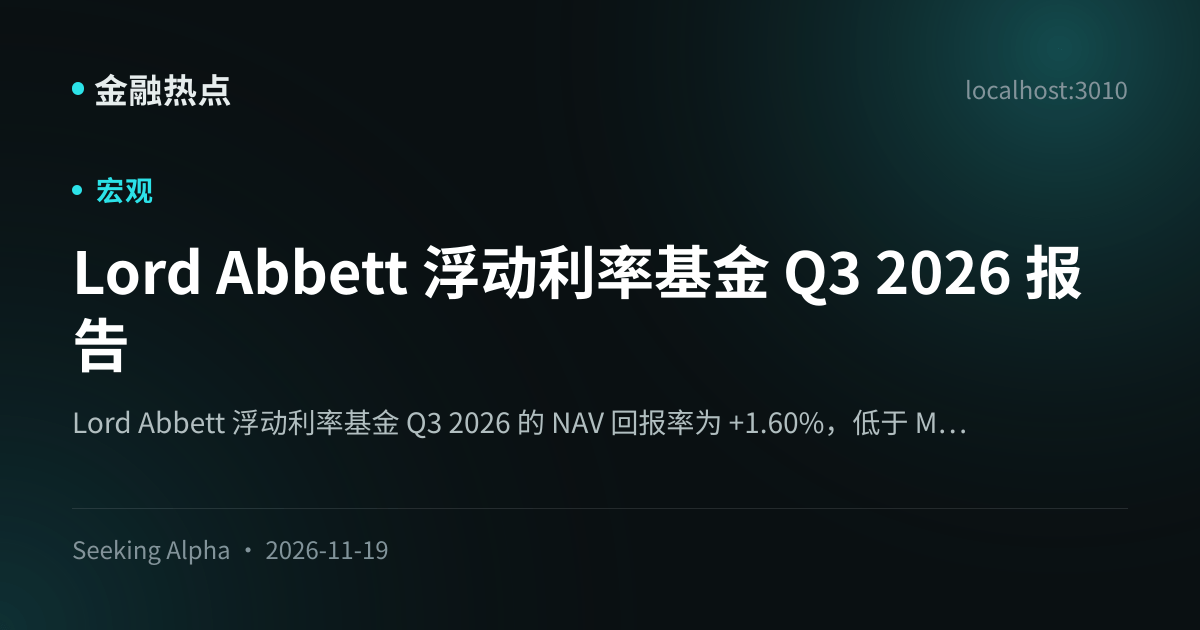 金融热点
localhost:3010
宏观
Lord Abbett 浮动利率基金 Q3 2026 报
告
Lord Abbett 浮动利率基金 Q3 2026 的 NAV 回报率为 +1.60%，低于 M…
Seeking Alpha · 2026-11-19